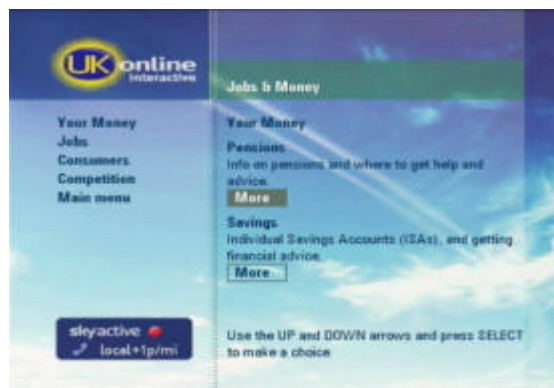 UK online
interactive
Jobs & Money
Your Money
Jobs
Consumers
Competition
Main menu
Your Money
Pensions
Info on pensions and where to get help and
advice.
More
Savings
Individual Savings Accounts (ISAs), and getting
financial advice.
More
skyactive
local+1p/mi
Use the UP and DOWN arrows and press SELECT
to make a choice